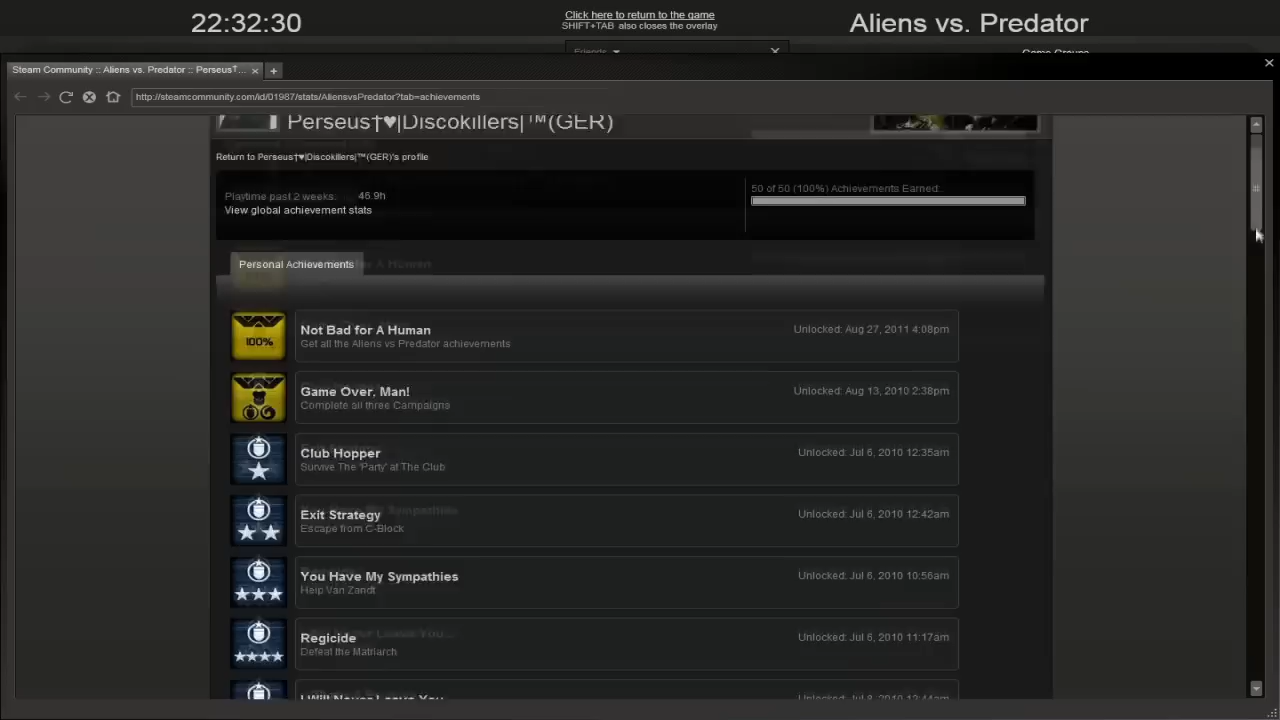 22:32:30
Click here to return to the game
SHIFT+TAB also closes the overlay
Aliens vs. Predator
Friends
Game Groups
Steam Community :: Aliens vs. Predator :: Perseus†...
http://steamcommunity.com/id/01987/stats/AliensvsPredator?tab=achievements
Perseus†♥|Discokillers|™(GER)
Return to Perseus†♥|Discokillers|™(GER)'s profile
Playtime past 2 weeks: 46.9h
View global achievement stats
50 of 50 (100%) Achievements Earned:
Personal Achievements
100%
Not Bad for A Human
Unlocked: Aug 27, 2011 4:08pm
Get all the Aliens vs Predator achievements
Game Over, Man!
Unlocked: Aug 13, 2010 2:38pm
Complete all three Campaigns
Club Hopper
Unlocked: Jul 6, 2010 12:35am
Survive The 'Party' at The Club
Exit Strategy
Unlocked: Jul 6, 2010 12:42am
Escape from C-Block
You Have My Sympathies
Unlocked: Jul 6, 2010 10:56am
Help Van Zandt
Regicide
Unlocked: Jul 6, 2010 11:17am
Defeat the Matriarch
I Will Never Leave You